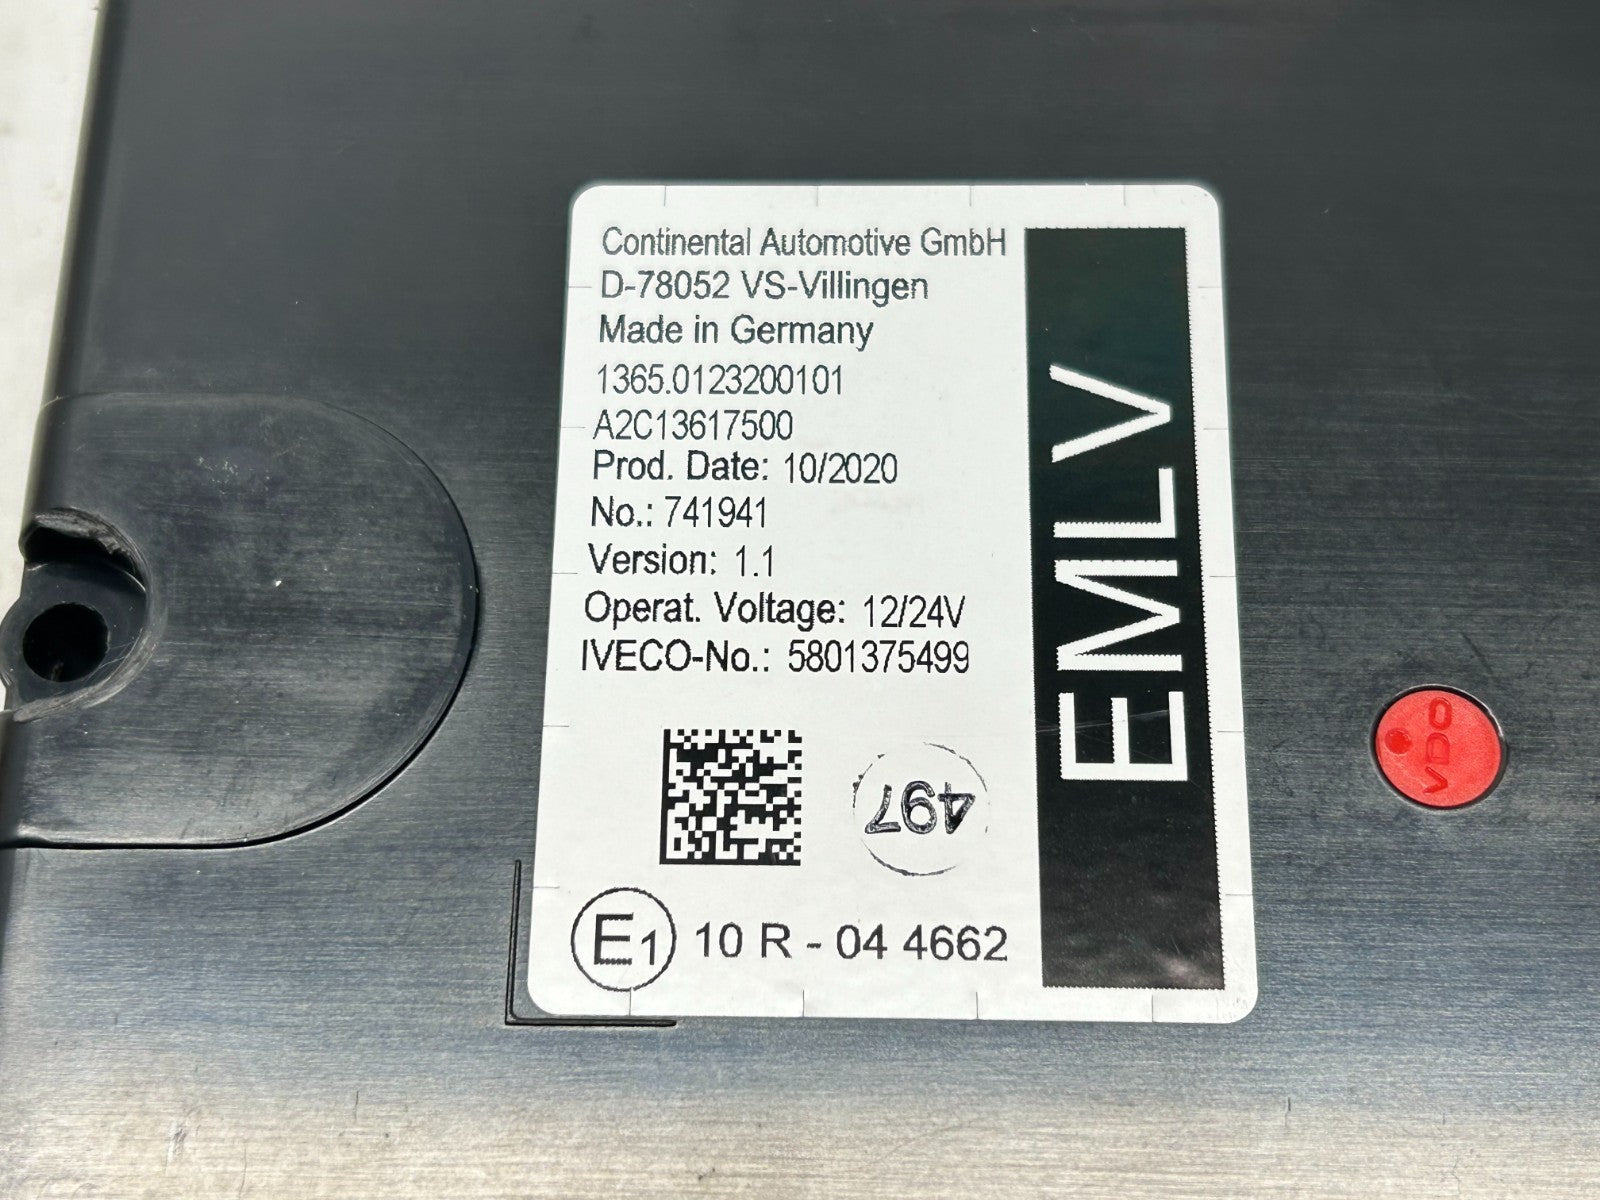 Continental Automotive GmbH
D-78052 VS-Villingen
Made in Germany
1365.0123200101
A2C13617500
Prod. Date: 10/2020
No.: 741941
Version: 1.1
Operat. Voltage: 12/24V
IVECO-No.: 5801375499
497
E1 10 R - 04 4662
EMLV
VDO